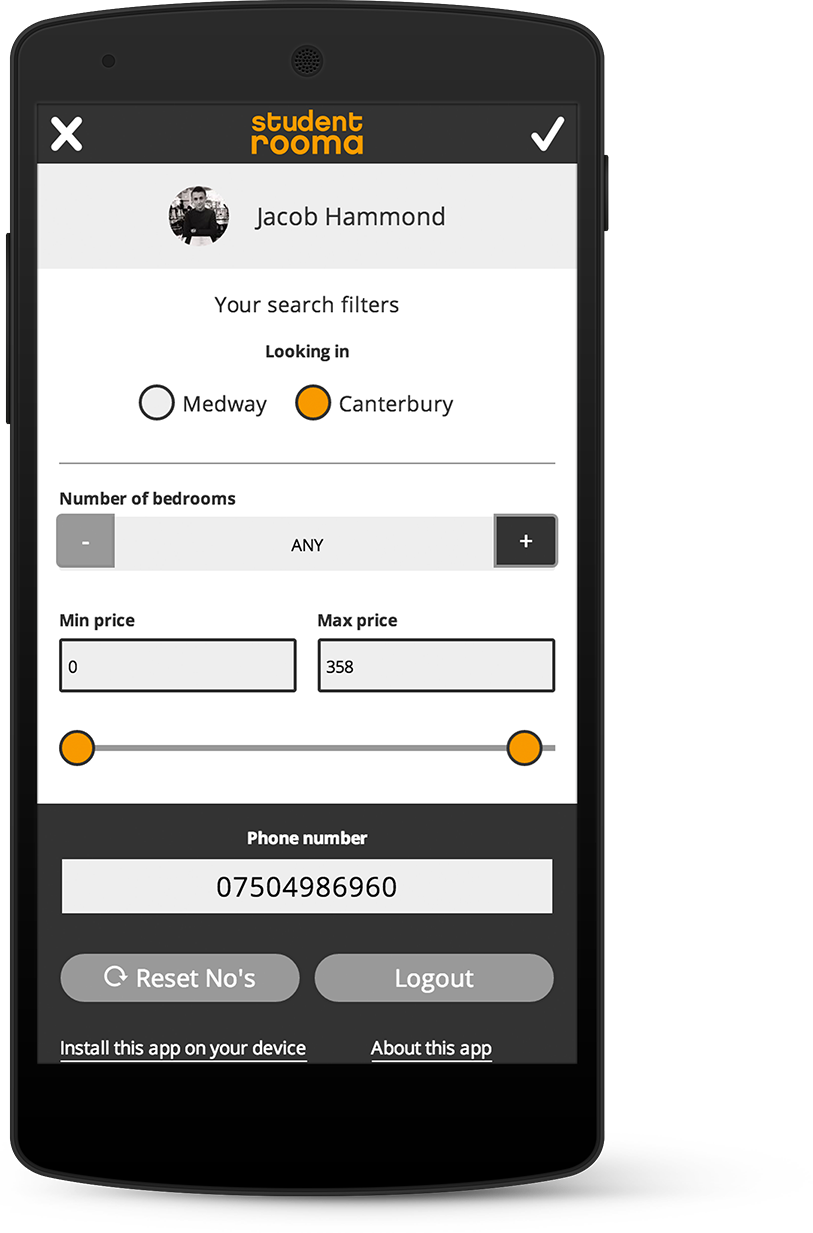 student
rooma
Jacob Hammond
Your search filters
Looking in
Medway Canterbury
Number of bedrooms
- ANY +
Min price Max price
0 358
Phone number
07504986960
Reset No's Logout
Install this app on your device About this app